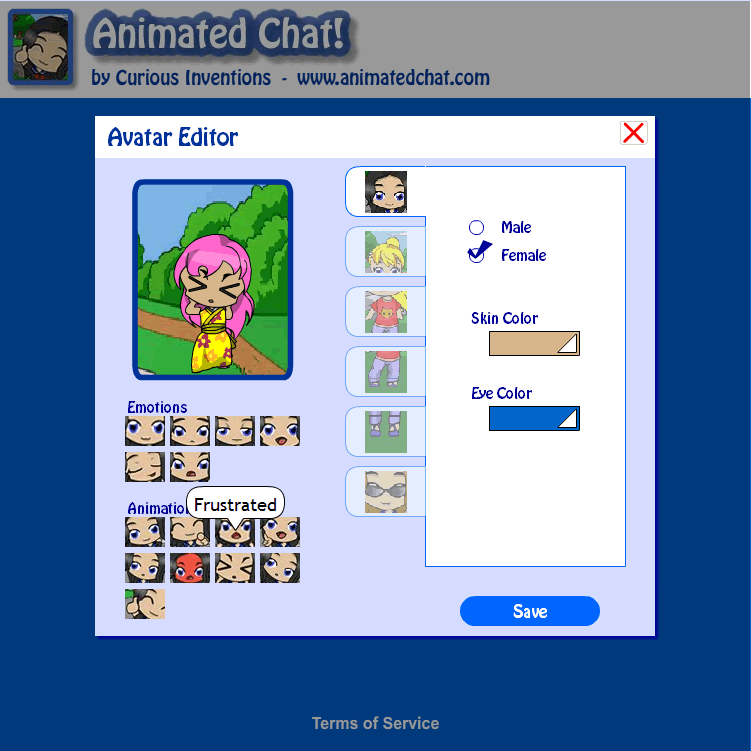 Animated Chat!
by Curious Inventions - www.animatedchat.com
Avatar Editor
Male
Female
Skin Color
Eye Color
Emotions
Frustrated
Save
Terms of Service